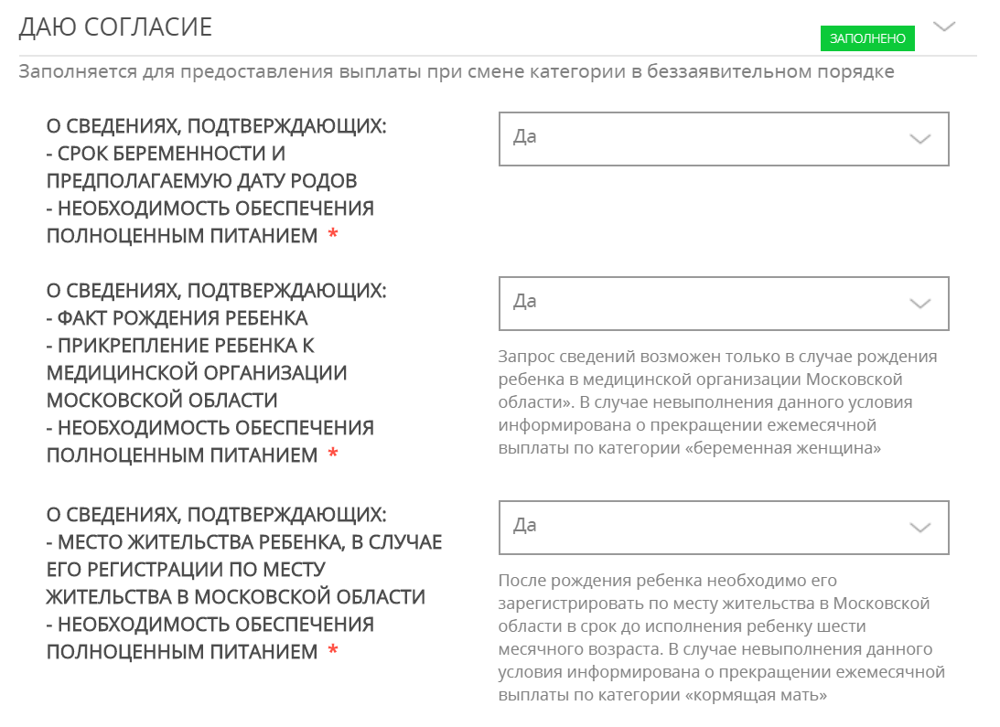 ДАЮ СОГЛАСИЕ
ЗАПОЛНЕНО
Заполняется для предоставления выплаты при смене категории в беззаявительном порядке
О СВЕДЕНИЯХ, ПОДТВЕРЖДАЮЩИХ:
- СРОК БЕРЕМЕННОСТИ И
ПРЕДПОЛАГАЕМУЮ ДАТУ РОДОВ
- НЕОБХОДИМОСТЬ ОБЕСПЕЧЕНИЯ
ПОЛНОЦЕННЫМ ПИТАНИЕМ *
Да
О СВЕДЕНИЯХ, ПОДТВЕРЖДАЮЩИХ:
- ФАКТ РОЖДЕНИЯ РЕБЕНКА
- ПРИКРЕПЛЕНИЕ РЕБЕНКА К
МЕДИЦИНСКОЙ ОРГАНИЗАЦИИ
МОСКОВСКОЙ ОБЛАСТИ
- НЕОБХОДИМОСТЬ ОБЕСПЕЧЕНИЯ
ПОЛНОЦЕННЫМ ПИТАНИЕМ *
Да
Запрос сведений возможен только в случае рождения
ребенка в медицинской организации Московской
области». В случае невыполнения данного условия
информирована о прекращении ежемесячной
выплаты по категории «беременная женщина»
О СВЕДЕНИЯХ, ПОДТВЕРЖДАЮЩИХ:
- МЕСТО ЖИТЕЛЬСТВА РЕБЕНКА, В СЛУЧАЕ
ЕГО РЕГИСТРАЦИИ ПО МЕСТУ
ЖИТЕЛЬСТВА В МОСКОВСКОЙ ОБЛАСТИ
- НЕОБХОДИМОСТЬ ОБЕСПЕЧЕНИЯ
ПОЛНОЦЕННЫМ ПИТАНИЕМ *
Да
После рождения ребенка необходимо его
зарегистрировать по месту жительства в Московской
области в срок до исполнения ребенку шести
месячного возраста. В случае невыполнения данного
условия информирована о прекращении ежемесячной
выплаты по категории «кормящая мать»